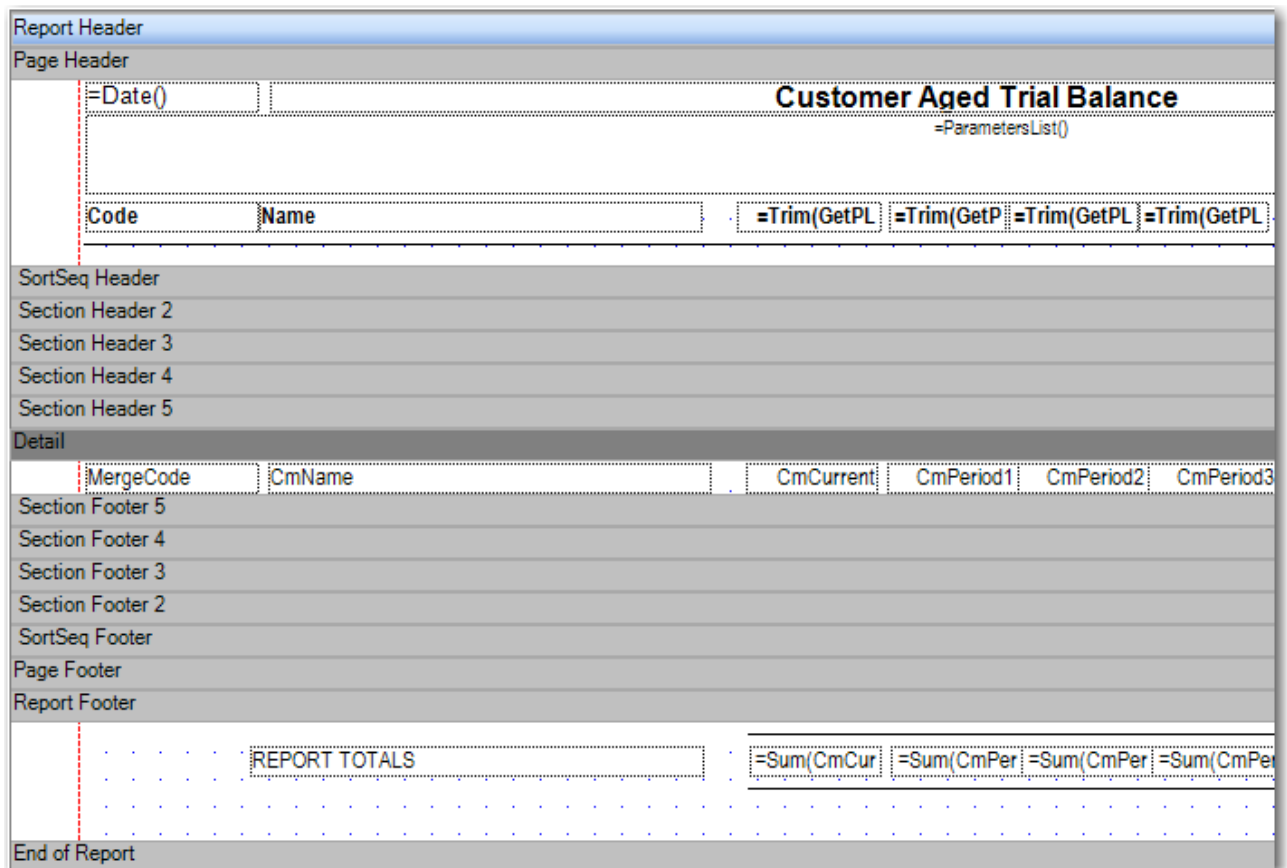 Report Header
Page Header
=Date() Customer Aged Trial Balance
=ParametersList()
Code Name =Trim(GetPL =Trim(GetP =Trim(GetPL =Trim(GetPL
SortSeq Header
Section Header 2
Section Header 3
Section Header 4
Section Header 5
Detail
MergeCode CmName CmCurrent CmPeriod1 CmPeriod2 CmPeriod3
Section Footer 5
Section Footer 4
Section Footer 3
Section Footer 2
SortSeq Footer
Page Footer
Report Footer
REPORT TOTALS =Sum(CmCur =Sum(CmPer =Sum(CmPer =Sum(CmPer
End of Report